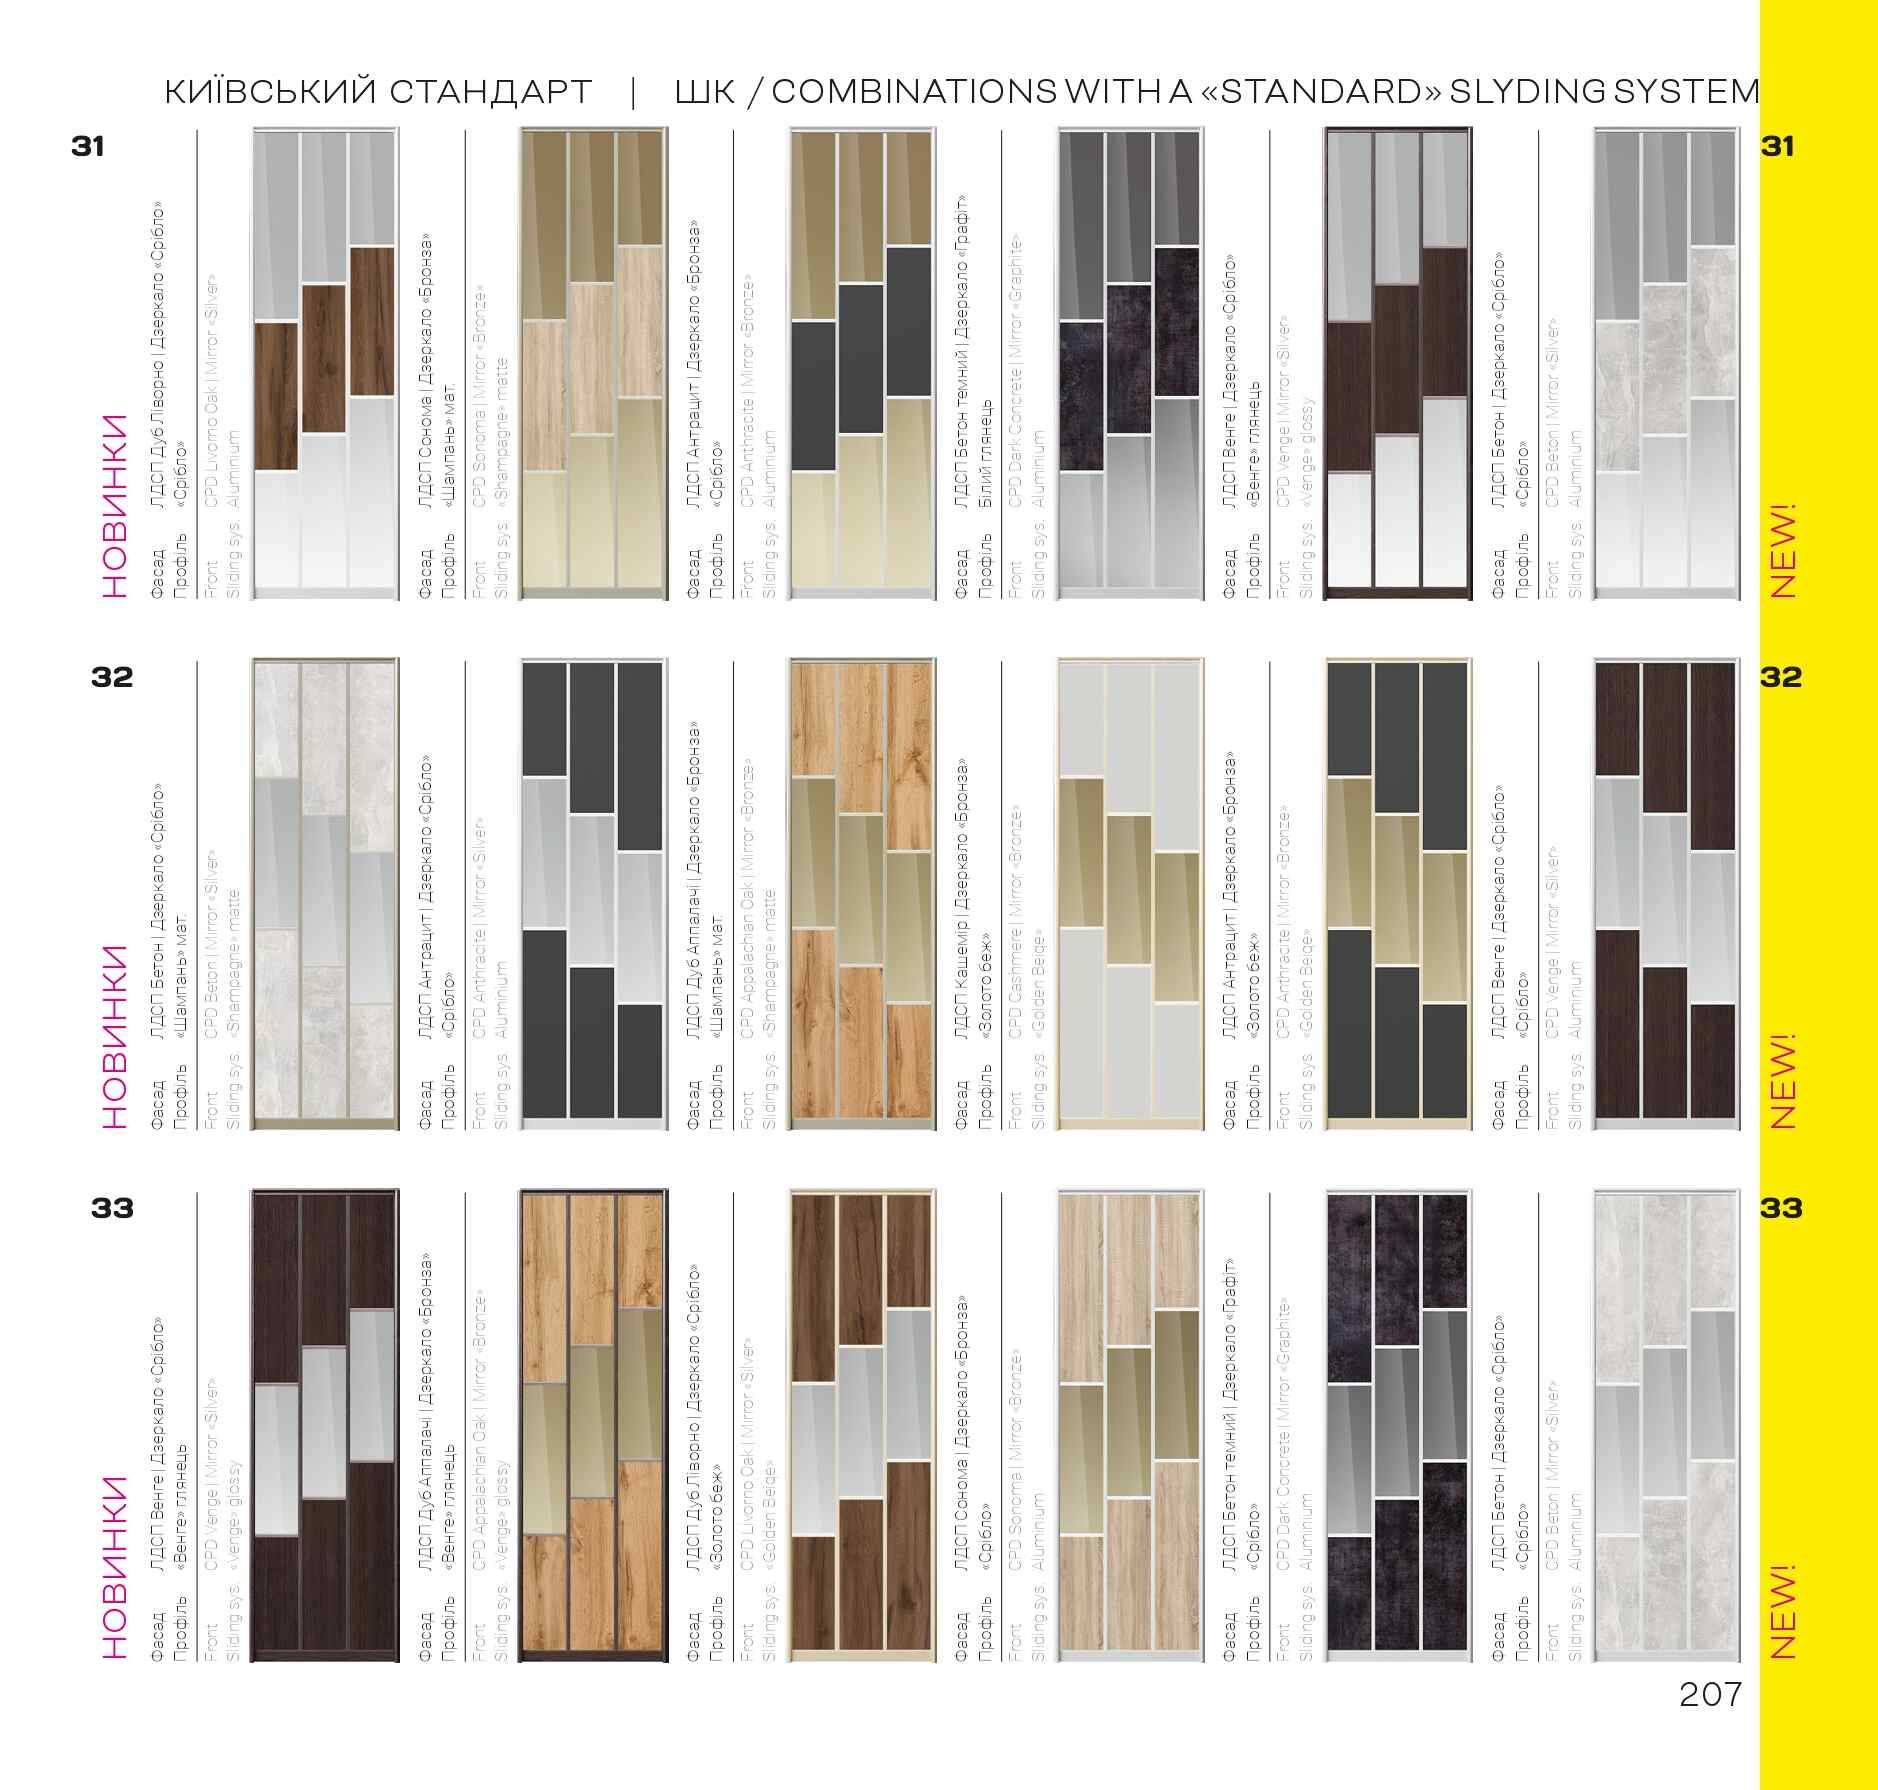 КИЇВСЬКИЙ СТАНДАРТ | ШК / COMBINATIONS WITH A «STANDARD» SLYDING SYSTEM
31
НОВИНКИ
Фасад ЛДСП Дуб Ліворно | Дзеркало «Срібло»
Профіль «Срібло»
Front CPD Livorno Oak | Mirror «Silver»
Sliding sys. Aluminium
Фасад ЛДСП Сонома | Дзеркало «Бронза»
Профіль «Шампань» мат.
Front CPD Sonoma | Mirror «Bronze»
Sliding sys. «Shampagne» matte
Фасад ЛДСП Антрацит | Дзеркало «Бронза»
Профіль «Срібло»
Front CPD Anthracite | Mirror «Bronze»
Sliding sys. Aluminium
Фасад ЛДСП Бетон темний | Дзеркало «Графіт»
Профіль Білий глянець
Front CPD Dark Concrete | Mirror «Graphite»
Sliding sys. Aluminium
Фасад ЛДСП Венге | Дзеркало «Срібло»
Профіль «Венге» глянець
Front CPD Venge | Mirror «Silver»
Sliding sys. «Venge» glossy
Фасад ЛДСП Бетон | Дзеркало «Срібло»
Профіль «Срібло»
Front CPD Beton | Mirror «Silver»
Sliding sys Aluminium
31
NEW!
32
НОВИНКИ
Фасад ЛДСП Бетон | Дзеркало «Срібло»
Профіль «Шампань» мат.
Front CPD Beton | Mirror «Silver»
Sliding sys. «Shampagne» matte
Фасад ЛДСП Антрацит | Дзеркало «Срібло»
Профіль «Срібло»
Front CPD Anthracite | Mirror «Silver»
Sliding sys Aluminium
Фасад ЛДСП Дуб Аппалачі | Дзеркало «Бронза»
Профіль «Шампань» мат.
Front CPD Appalachian Oak | Mirror «Bronze»
Sliding sys «Shampagne» matte
Фасад ЛДСП Кашемір | Дзеркало «Бронза»
Профіль «Золото беж»
Front CPD Cashmere | Mirror «Bronze»
Sliding sys. «Golden Beqe»
Фасад ЛДСП Антрацит | Дзеркало «Бронза»
Профіль «Золото беж»
Front CPD Anthracite | Mirror «Bronze»
Sliding sys. «Golden Beqe»
Фасад ЛДСП Венге | Дзеркало «Срібло»
Профіль «Срібло»
Front CPD Venge | Mirror «Silver»
Sliding sys Aluminium
32
NEW!
33
НОВИНКИ
Фасад ЛДСП Венге | Дзеркало «Срібло»
Профіль «Венге» глянець
Front CPD Venge | Mirror «Silver»
Sliding sys. «Venge» glossy
Фасад ЛДСП Дуб Аппалачі | Дзеркало «Бронза»
Профіль «Венге» глянець
Front CPD Appalachian Oak | Mirror «Bronze»
Sliding sys. «Venge» glossy
Фасад ЛДСП Дуб Ліворно | Дзеркало «Срібло»
Профіль «Золото беж»
Front CPD Livorno Oak | Mirror «Silver»
Sliding sys. «Golden Beqe»
Фасад ЛДСП Сонома | Дзеркало «Бронза»
Профіль «Срібло»
Front CPD Sonoma | Mirror «Bronze»
Sliding sys. Aluminium
Фасад ЛДСП Бетон темний | Дзеркало «Графіт»
Профіль «Срібло»
Front CPD Dark Concrete | Mirror «Graphite»
Sliding sys. Aluminium
Фасад ЛДСП Бетон | Дзеркало «Срібло»
Профіль «Срібло»
Front CPD Beton | Mirror «Silver»
Sliding sys Aluminium
33
NEW!
207